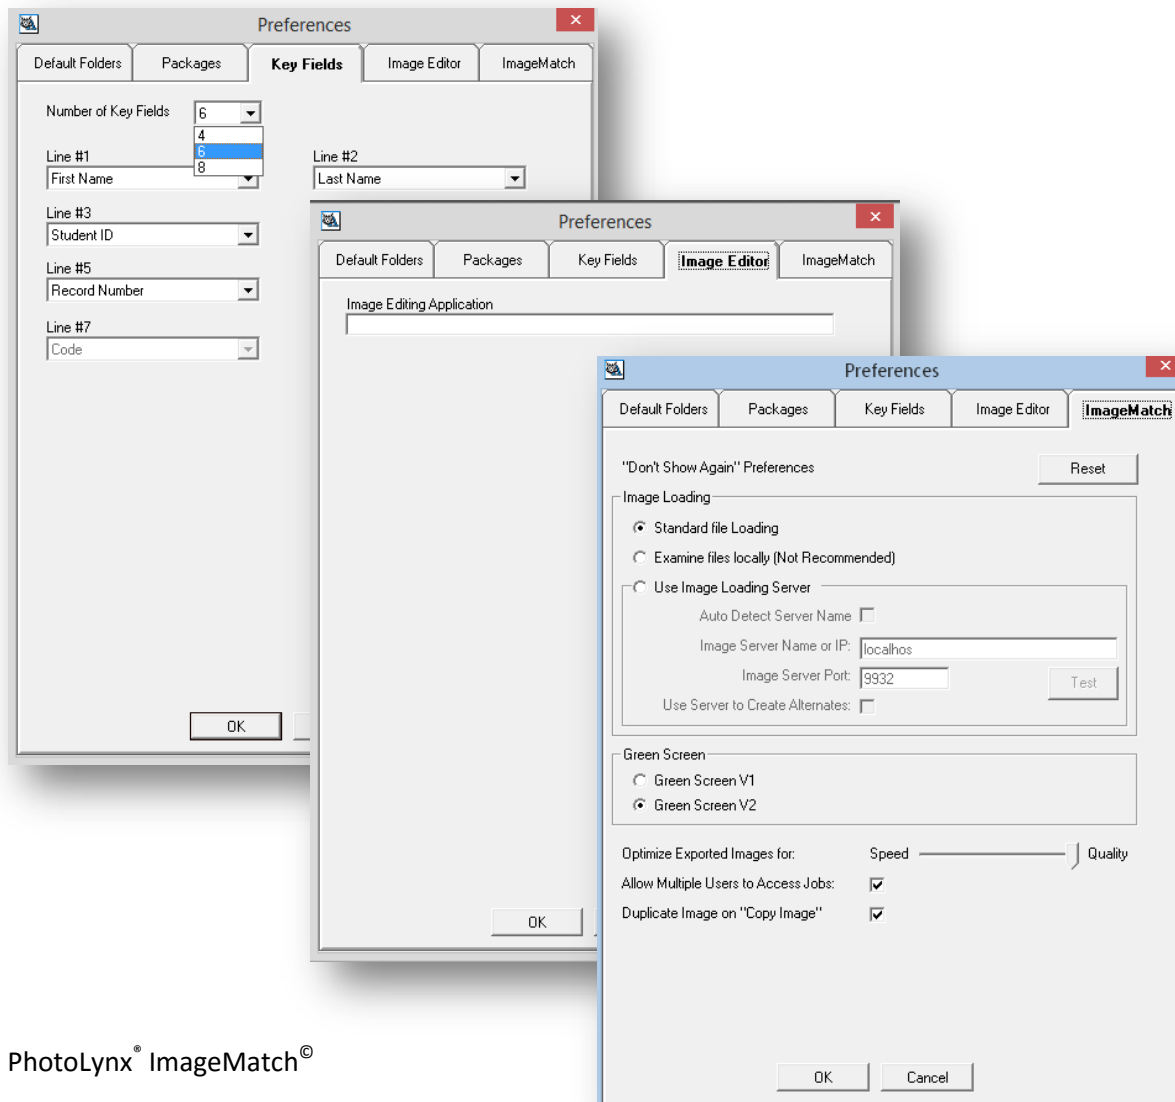 Preferences
Default Folders Packages Key Fields Image Editor ImageMatch
Number of Key Fields 6
4
6
8
Line #1 Line #2
First Name Last Name
Line #3
Student ID
Line #5
Record Number
Line #7
Code
OK
Preferences
Default Folders Packages Key Fields Image Editor ImageMatch
Image Editing Application
OK
Preferences
Default Folders Packages Key Fields Image Editor ImageMatch
"Don't Show Again" Preferences Reset
Image Loading
Standard file Loading
Examine files locally (Not Recommended)
Use Image Loading Server
Auto Detect Server Name
Image Server Name or IP: localhos
Image Server Port: 9932 Test
Use Server to Create Alternates:
Green Screen
Green Screen V1
Green Screen V2
Optimize Exported Images for: Speed Quality
Allow Multiple Users to Access Jobs:
Duplicate Image on "Copy Image"
OK Cancel
PhotoLynx® ImageMatch©